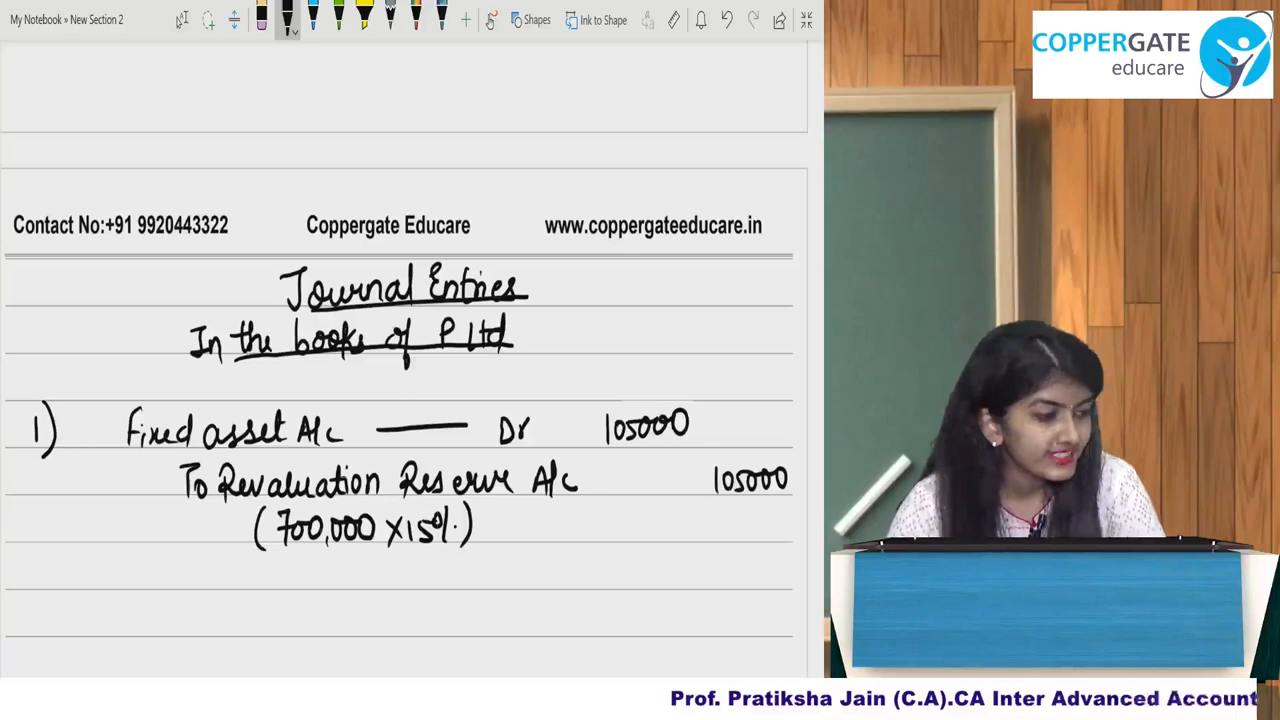 My Notebook » New Section 2
Shapes
Ink to Shape
COPPERGATE
educare
Contact No:+91 9920443322 Coppergate Educare www.coppergateeducare.in
Journal Entries
In the books of P Ltd
1) Fixed asset A/c —— Dr 105000
To Revaluation Reserve A/c 105000
(700,000 × 15%)
Prof. Pratiksha Jain (C.A).CA Inter Advanced Account